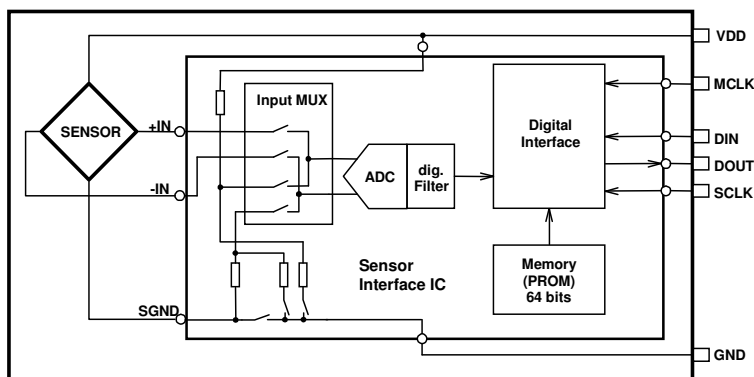 VDD
MCLK
Input MUX
SENSOR
+IN
Digital
Interface
DIN
DOUT
-IN
ADC
dig.
Filter
SCLK
Sensor
Interface IC
Memory
(PROM)
64 bits
SGND
GND